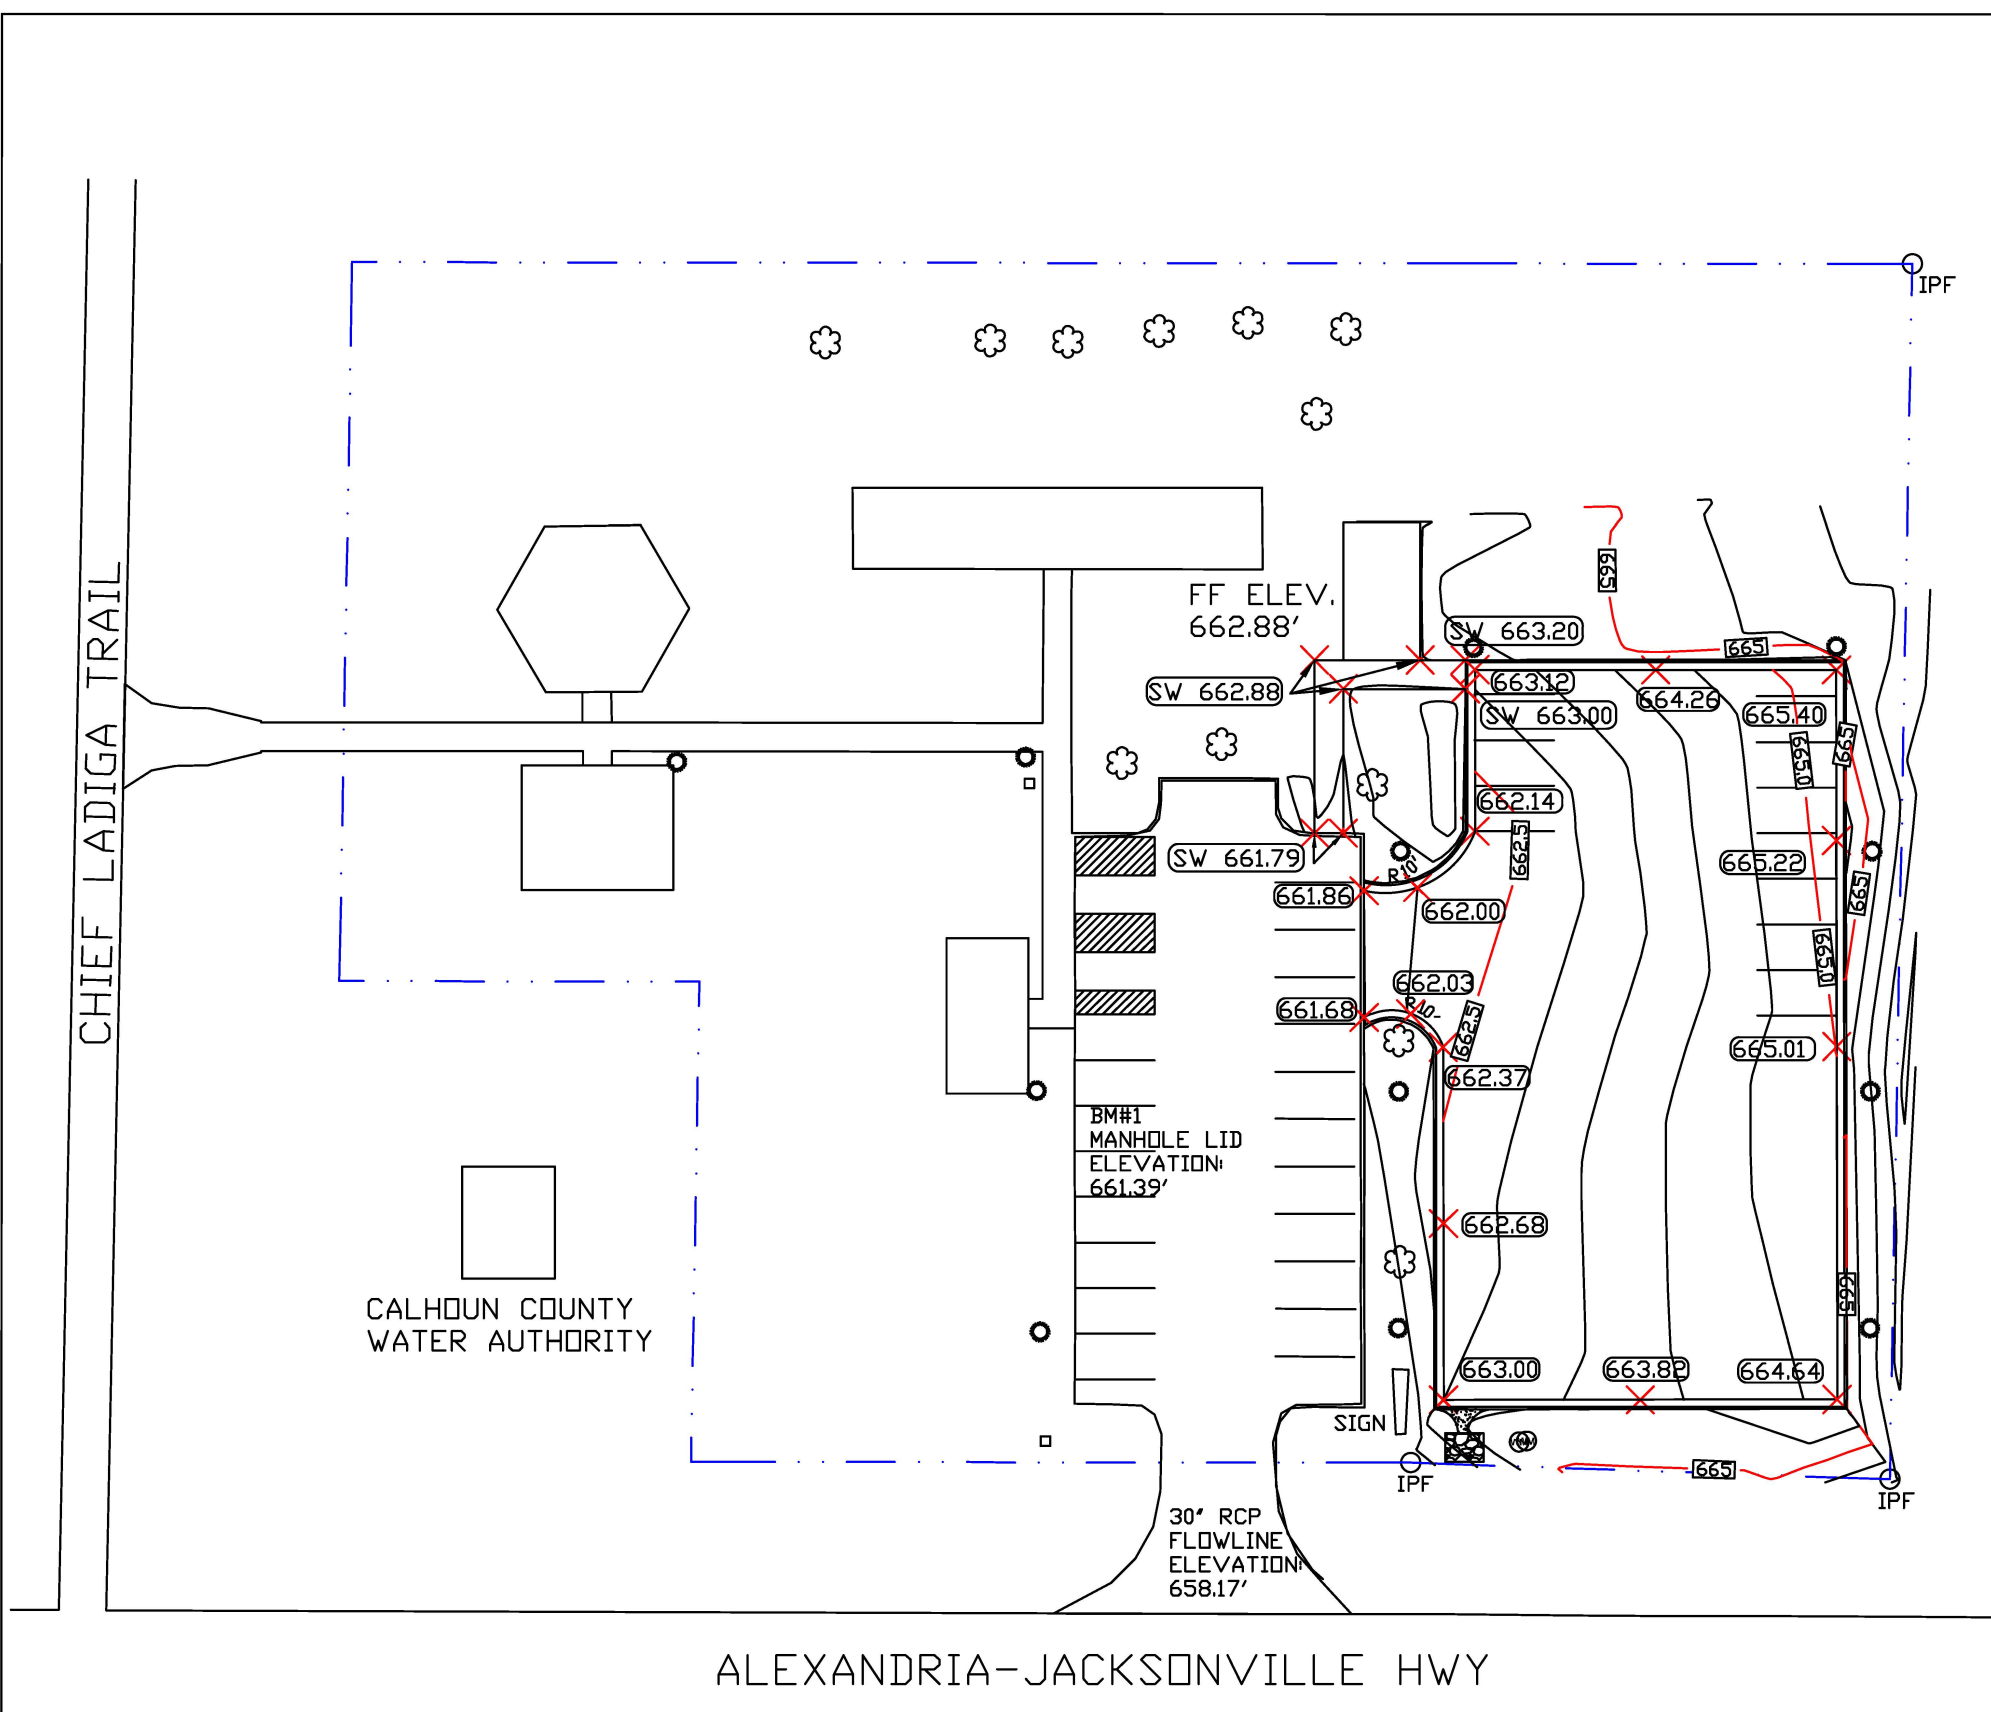 IPF
665
FF ELEV.
662.88'
SW 663.20
665
SW 662.88
663.12
664.26
SW 663.00
665.40
665
665.0
662.14
662.5
SW 661.79
665.22
R10'
661.86
662.00
665
665.0
662.03
R10-
661.68
662.5
665.01
662.37
CHIEF LADIGA TRAIL
BM#1
MANHOLE LID
ELEVATION:
661.39'
662.68
665
CALHOUN COUNTY
WATER AUTHORITY
663.00
663.82
664.64
SIGN
665
IPF
IPF
30" RCP
FLOWLINE
ELEVATION:
658.17'
ALEXANDRIA-JACKSONVILLE HWY